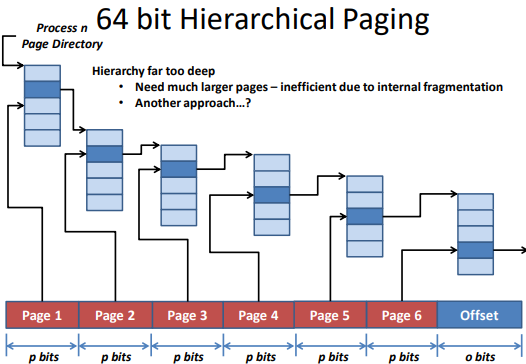 64 bit Hierarchical Paging
Process n
Page Directory
Hierarchy far too deep
• Need much larger pages – inefficient due to internal fragmentation
• Another approach…?
Page 1 Page 2 Page 3 Page 4 Page 5 Page 6 Offset
p bits p bits p bits p bits p bits p bits o bits